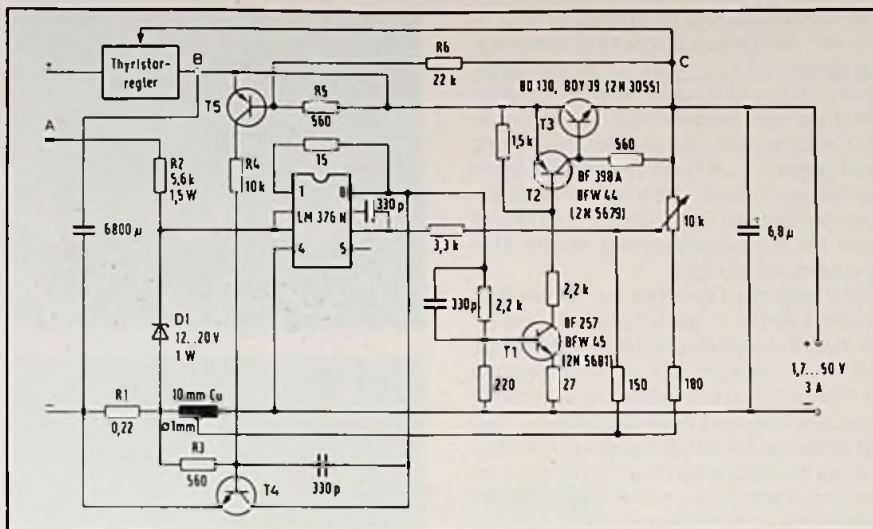 Thyristor-
regler
B
R6
22 k
C
BD 130, BDY 39 (2N 3055)
A
T5
R5
560
T3
1,5k
560
R2
5,6 k
1,5 W
R4
10k
15
1
8
LM 376 N
330 p
T2
BF 398 A
BFW 44
(2N 5679)
10 k
6,8 µ
6800 µ
4
5
3,3 k
2,2 k
D1
12...20 V
1 W
330p
2,2 k
T1
BF 257
BFW 45
(2N 5681)
1,7...50 V
3 A
R1
0,22
10 mm Cu
ø1mm
220
27
150
180
R3
560
330 p
T4